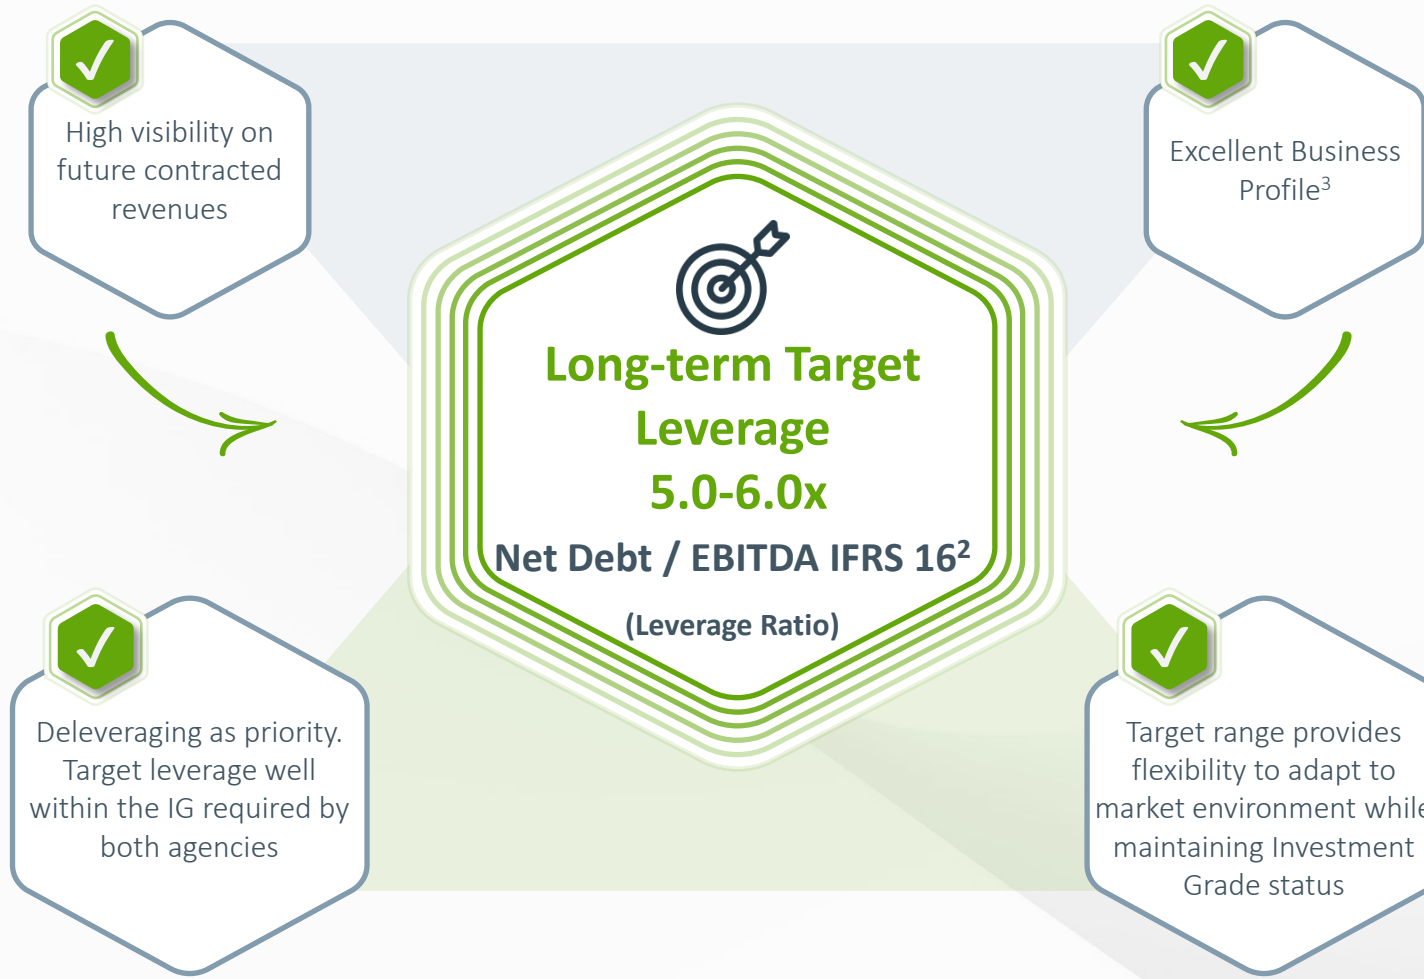 High visibility on
future contracted
revenues
Excellent Business
Profile³
Long-term Target
Leverage
5.0-6.0x
Net Debt / EBITDA IFRS 16²
(Leverage Ratio)
Deleveraging as priority.
Target leverage well
within the IG required by
both agencies
Target range provides
flexibility to adapt to
market environment while
maintaining Investment
Grade status